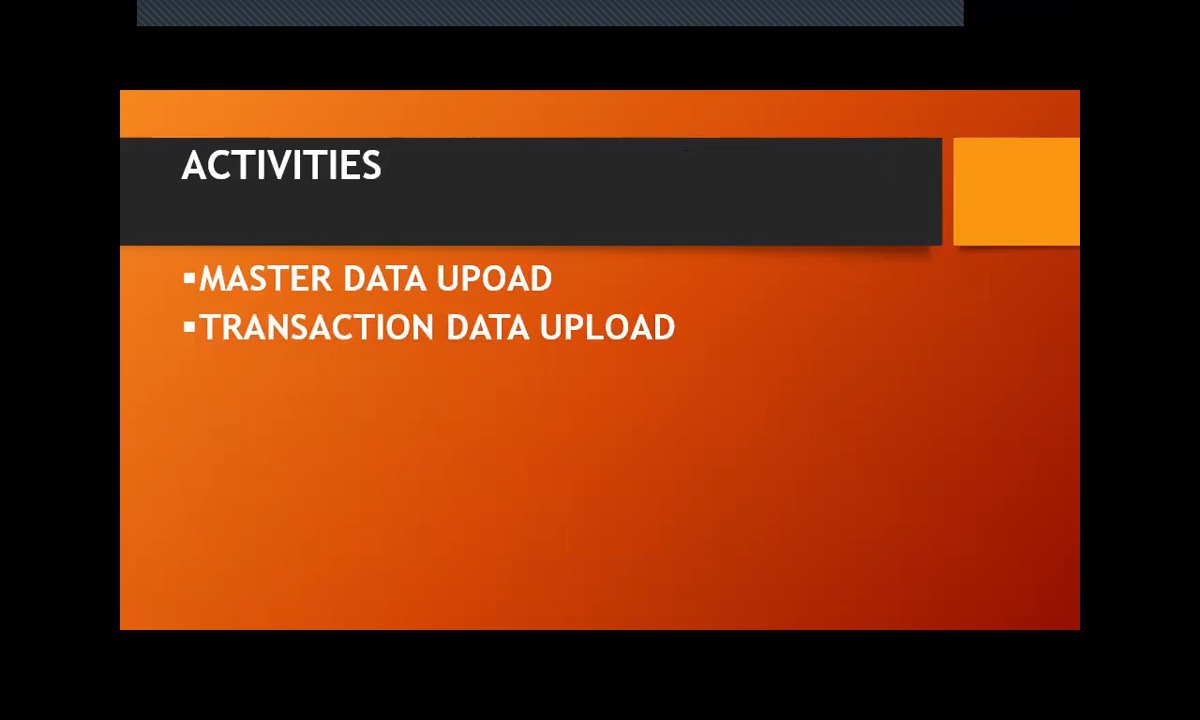 ACTIVITIES
▪MASTER DATA UPOAD
▪TRANSACTION DATA UPLOAD